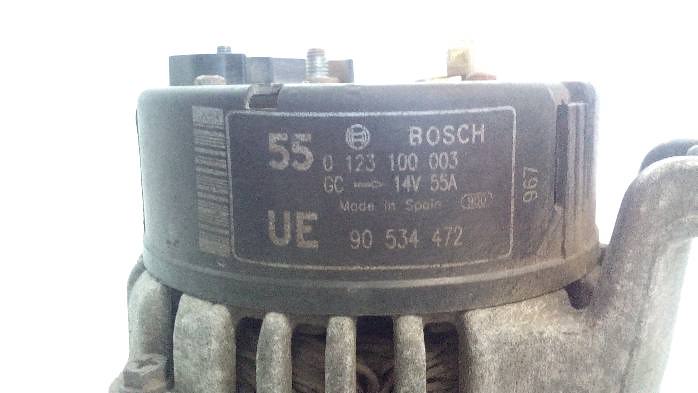 55 BOSCH
0 123 100 003
GC 14V 55A
Made in Spain
UE 90 534 472
967